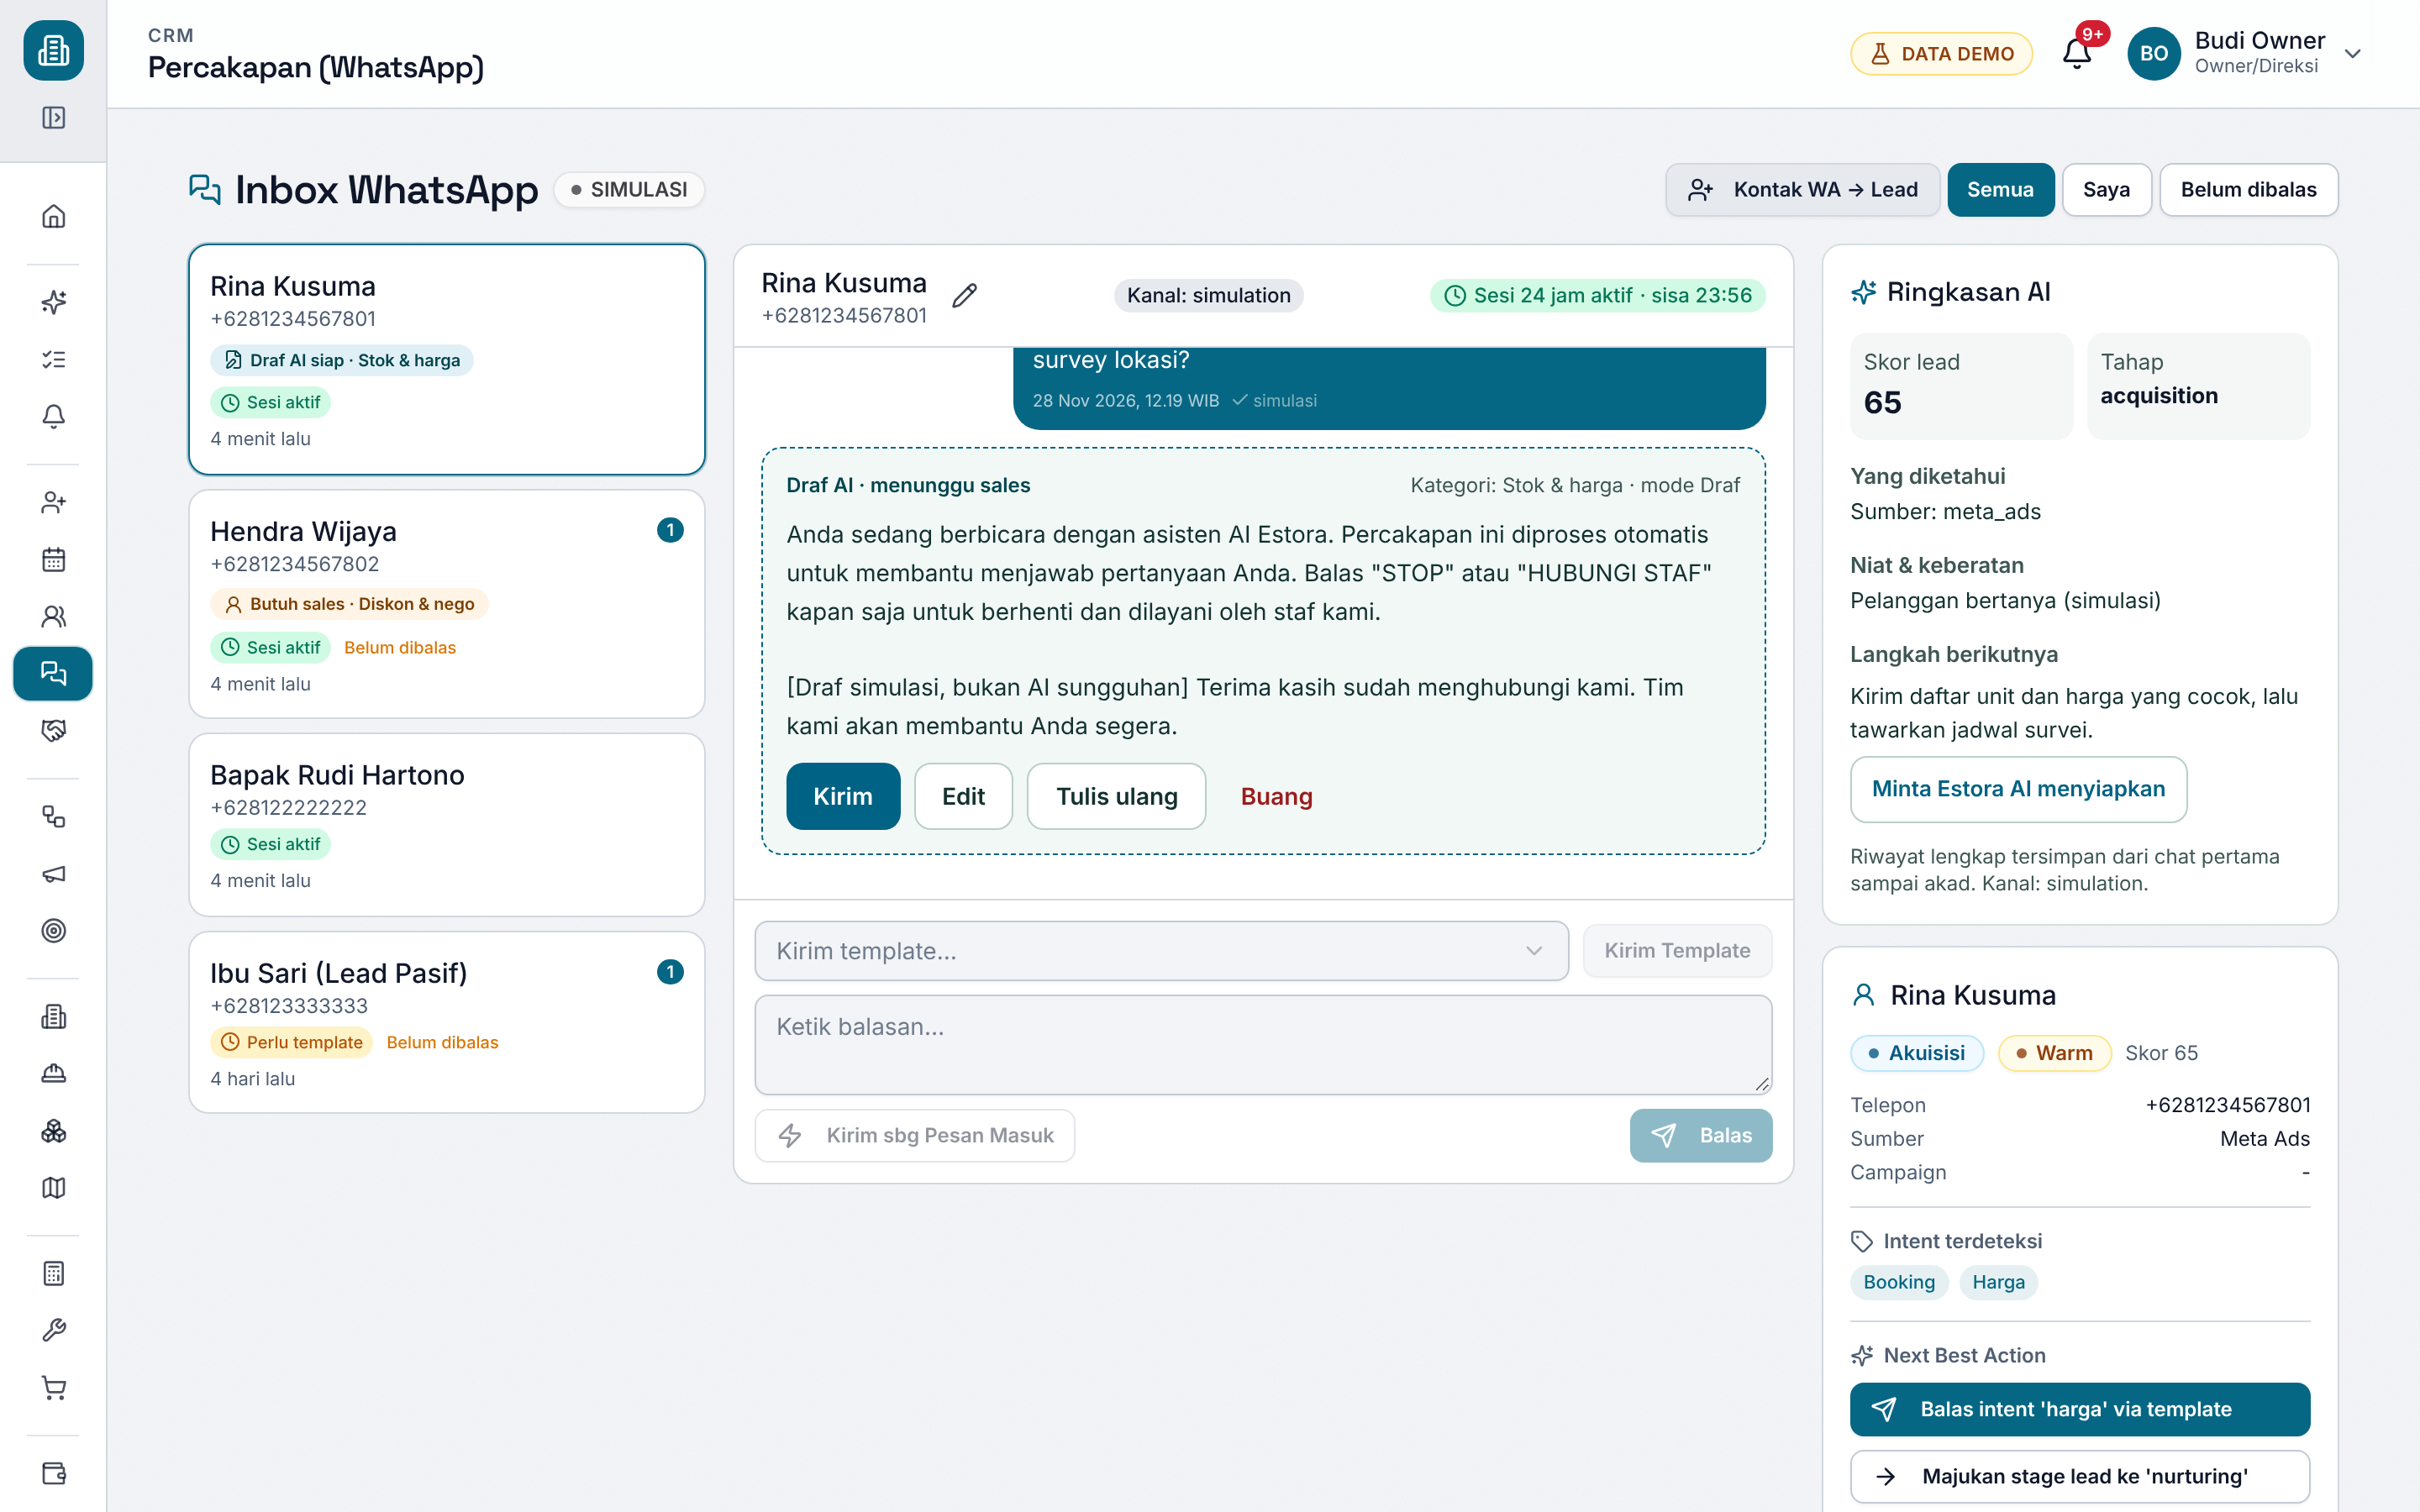 CRM
Percakapan (WhatsApp)
DATA DEMO
9+
BO
Budi Owner
Owner/Direksi
Inbox WhatsApp
SIMULASI
Kontak WA → Lead
Semua
Saya
Belum dibalas
Rina Kusuma
+6281234567801
Draf AI siap · Stok & harga
Sesi aktif
4 menit lalu
Hendra Wijaya
1
+6281234567802
Butuh sales · Diskon & nego
Sesi aktif
Belum dibalas
4 menit lalu
Bapak Rudi Hartono
+628122222222
Sesi aktif
4 menit lalu
Ibu Sari (Lead Pasif)
1
+628123333333
Perlu template
Belum dibalas
4 hari lalu
Rina Kusuma
+6281234567801
Kanal: simulation
Sesi 24 jam aktif · sisa 23:56
survey lokasi?
28 Nov 2026, 12.19 WIB ✓ simulasi
Draf AI · menunggu sales
Kategori: Stok & harga · mode Draf
Anda sedang berbicara dengan asisten AI Estora. Percakapan ini diproses otomatis
untuk membantu menjawab pertanyaan Anda. Balas "STOP" atau "HUBUNGI STAF"
kapan saja untuk berhenti dan dilayani oleh staf kami.
[Draf simulasi, bukan AI sungguhan] Terima kasih sudah menghubungi kami. Tim
kami akan membantu Anda segera.
Kirim
Edit
Tulis ulang
Buang
Kirim template...
Kirim Template
Ketik balasan...
Kirim sbg Pesan Masuk
Balas
Ringkasan AI
Skor lead
65
Tahap
acquisition
Yang diketahui
Sumber: meta_ads
Niat & keberatan
Pelanggan bertanya (simulasi)
Langkah berikutnya
Kirim daftar unit dan harga yang cocok, lalu
tawarkan jadwal survei.
Minta Estora AI menyiapkan
Riwayat lengkap tersimpan dari chat pertama
sampai akad. Kanal: simulation.
Rina Kusuma
Akuisisi
Warm
Skor 65
Telepon
+6281234567801
Sumber
Meta Ads
Campaign
-
Intent terdeteksi
Booking
Harga
Next Best Action
Balas intent 'harga' via template
Majukan stage lead ke 'nurturing'